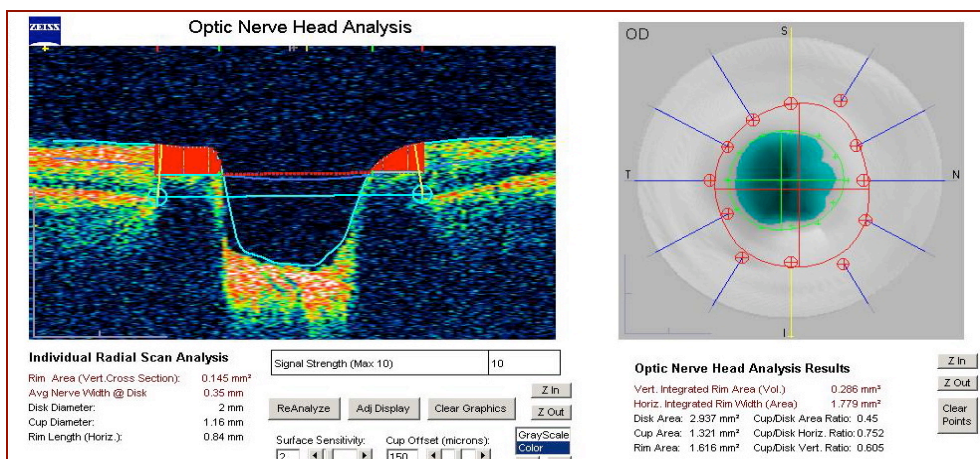 ZEISS
Optic Nerve Head Analysis
OD
S
T
N
I
Individual Radial Scan Analysis
Rim Area (Vert.Cross Section): 0.145 mm²
Avg Nerve Width @ Disk 0.35 mm
Disk Diameter: 2 mm
Cup Diameter: 1.16 mm
Rim Length (Horiz.): 0.84 mm
Signal Strength (Max 10) 10
ReAnalyze Adj Display Clear Graphics
Z In
Z Out
Surface Sensitivity: 2
Cup Offset (microns): 150
GrayScale
Color
Optic Nerve Head Analysis Results
Vert. Integrated Rim Area (Vol.) 0.286 mm³
Horiz. Integrated Rim Width (Area) 1.779 mm²
Disk Area: 2.937 mm² Cup/Disk Area Ratio: 0.45
Cup Area: 1.321 mm² Cup/Disk Horiz. Ratio: 0.752
Rim Area: 1.616 mm² Cup/Disk Vert. Ratio: 0.605
Z In
Z Out
Clear
Points